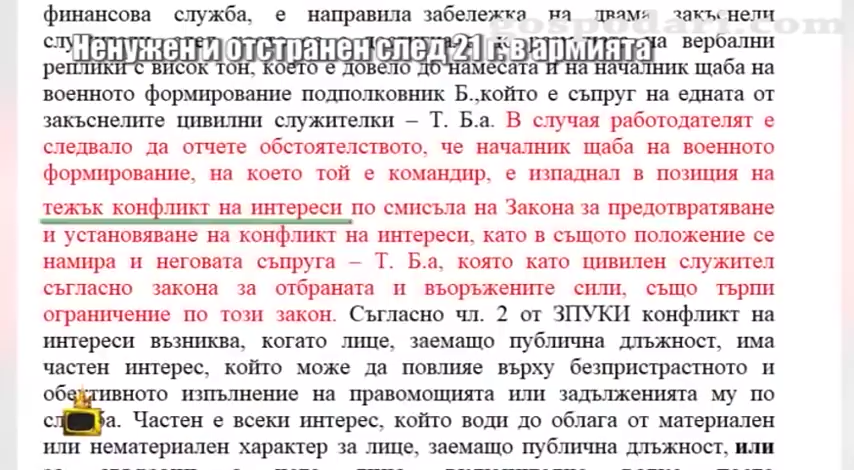 финансова служба, е направила забележка на двама закъснели
gospodari.com
Ненужен и отстранен след 21 г. в армията
на вербални
реплики с висок тон, което е довело до намесата и на началник щаба на
военното формирование подполковник Б.,който е съпруг на едната от
закъснелите цивилни служителки – Т. Б.а. В случая работодателят е
следвало да отчете обстоятелството, че началник щаба на военното
формирование, на което той е командир, е изпаднал в позиция на
тежък конфликт на интереси по смисъла на Закона за предотвратяване
и установяване на конфликт на интереси, като в същото положение се
намира и неговата съпруга – Т. Б.а, която като цивилен служител
съгласно закона за отбраната и въоръжените сили, също търпи
ограничение по този закон. Съгласно чл. 2 от ЗПУКИ конфликт на
интереси възниква, когато лице, заемащо публична длъжност, има
частен интерес, който може да повлияе върху безпристрастното и
обективното изпълнение на правомощията или задълженията му по
Частен е всеки интерес, който води до облага от материален
или нематериален характер за лице, заемащо публична длъжност, или